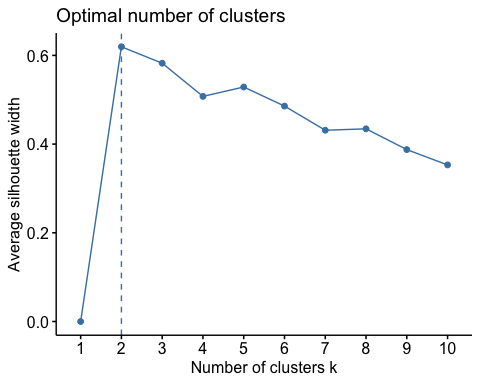 Optimal number of clusters
Average silhouette width
0.6
0.4
0.2
0.0
1 2 3 4 5 6 7 8 9 10
Number of clusters k